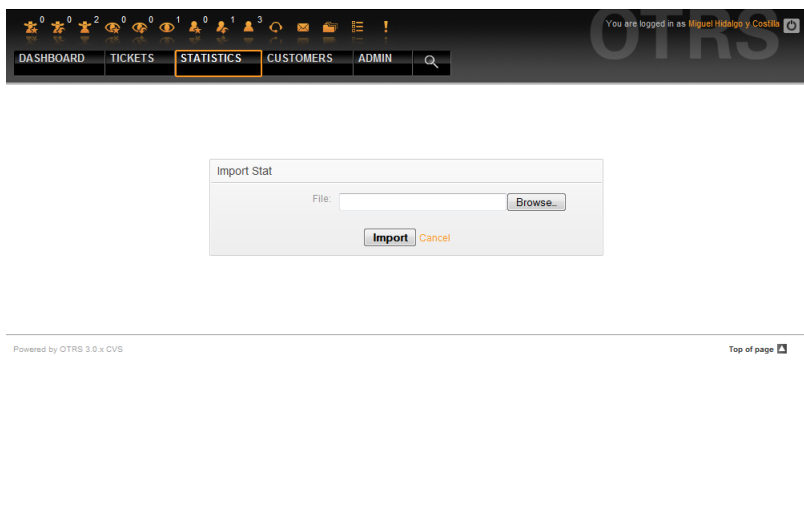 0 0 2 0 0 1 0 1 3
OTRS
You are logged in as Miguel Hidalgo y Costilla
DASHBOARD TICKETS STATISTICS CUSTOMERS ADMIN
Import Stat
File: Browse...
Import Cancel
Powered by OTRS 3.0.x CVS Top of page